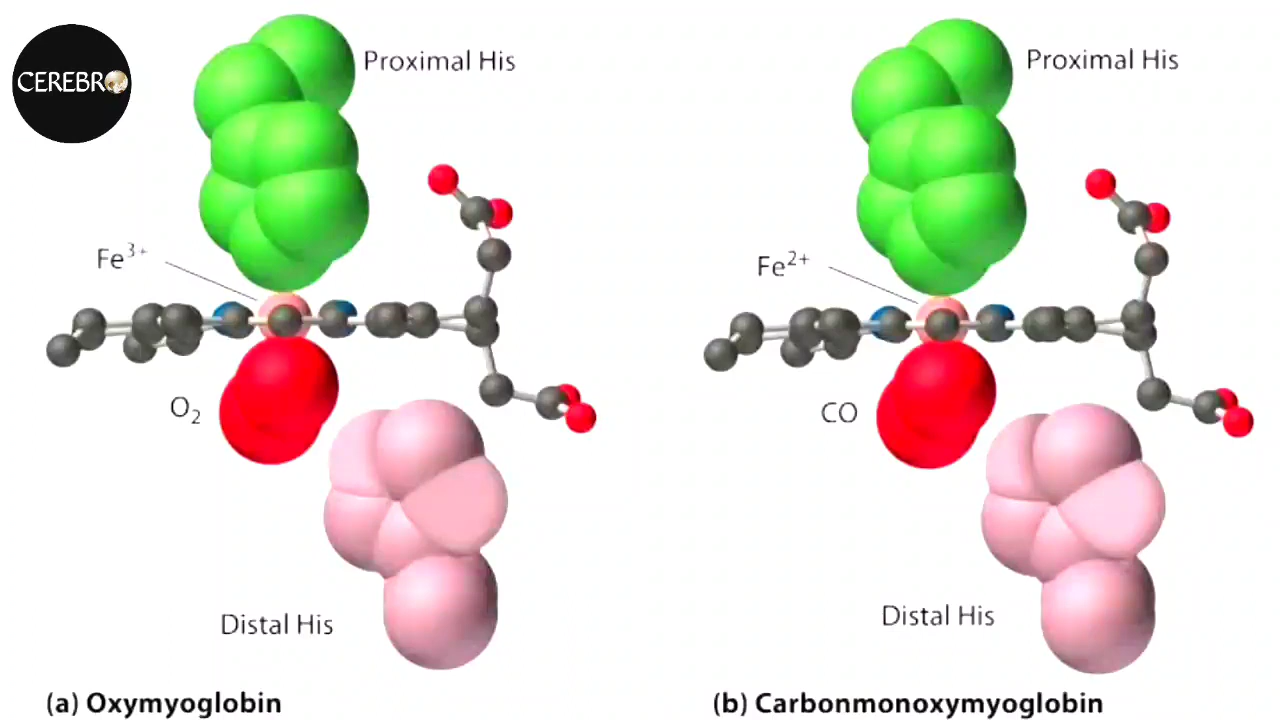 CEREBRO
Proximal His
Fe³⁺
O₂
Distal His
(a) Oxymyoglobin
Proximal His
Fe²⁺
CO
Distal His
(b) Carbonmonoxymyoglobin